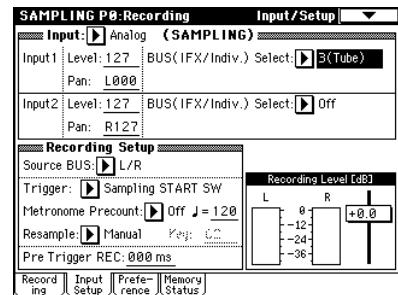 SAMPLING P0:Recording Input/Setup
Input: Analog (SAMPLING)
Input1 Level: 127 BUS(IFX/Indiv.) Select: 3(Tube)
Pan: L000
Input2 Level: 127 BUS(IFX/Indiv.) Select: Off
Pan: R127
Recording Setup
Source BUS: L/R
Trigger: Sampling START SW
Metronome Precount: Off ♩= 120
Resample: Manual Key: C2
Pre Trigger REC: 000 ms
Recording Level [dB]
L R
0
-12
-24
-36
+0.0
Record ing Input Setup Prefe- rence Memory Status